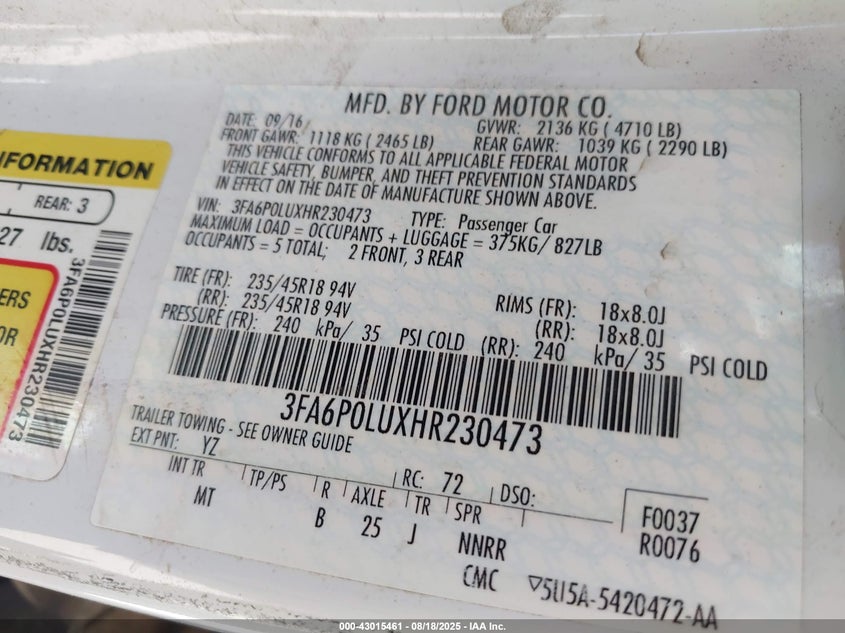 MFD. BY FORD MOTOR CO.
DATE: 09/16 GVWR: 2136 KG ( 4710 LB)
FRONT GAWR: 1118 KG ( 2465 LB) REAR GAWR: 1039 KG ( 2290 LB)
THIS VEHICLE CONFORMS TO ALL APPLICABLE FEDERAL MOTOR
VEHICLE SAFETY, BUMPER, AND THEFT PREVENTION STANDARDS
IN EFFECT ON THE DATE OF MANUFACTURE SHOWN ABOVE.
VIN: 3FA6P0LUXHR230473 TYPE: Passenger Car
MAXIMUM LOAD = OCCUPANTS + LUGGAGE = 375KG/ 827LB
OCCUPANTS = 5 TOTAL; 2 FRONT, 3 REAR
TIRE (FR): 235/45R18 94V RIMS (FR): 18x8.0J
(RR): 235/45R18 94V (RR): 18x8.0J
PRESSURE (FR): 240 kPa/ 35 PSI COLD (RR): 240 kPa/ 35 PSI COLD
3FA6P0LUXHR230473
TRAILER TOWING - SEE OWNER GUIDE
EXT PNT: YZ RC: 72 DSO:
INT TR TP/PS R AXLE TR SPR F0037
MT B 25 J NNRR R0076
CMC ▽5U5A-5420472-AA
NFORMATION
REAR: 3
27 lbs.
ERS
OR
3FA6P0LUXHR230473
000-43015461 - 08/18/2025 - IAA Inc.